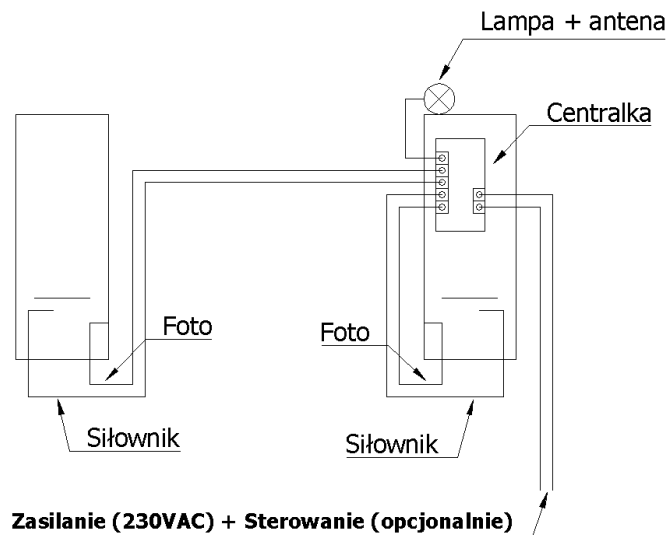 Lampa + antena
Centralka
Foto
Foto
Siłownik
Siłownik
Zasilanie (230VAC) + Sterowanie (opcjonalnie)